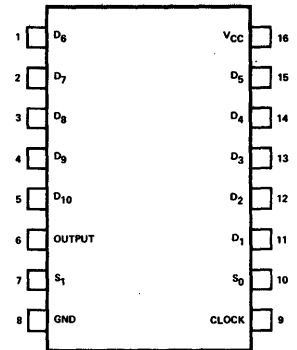 1 D6 VCC 16
2 D7 D5 15
3 D8 D4 14
4 D9 D3 13
5 D10 D2 12
6 OUTPUT D1 11
7 S1 S0 10
8 GND CLOCK 9